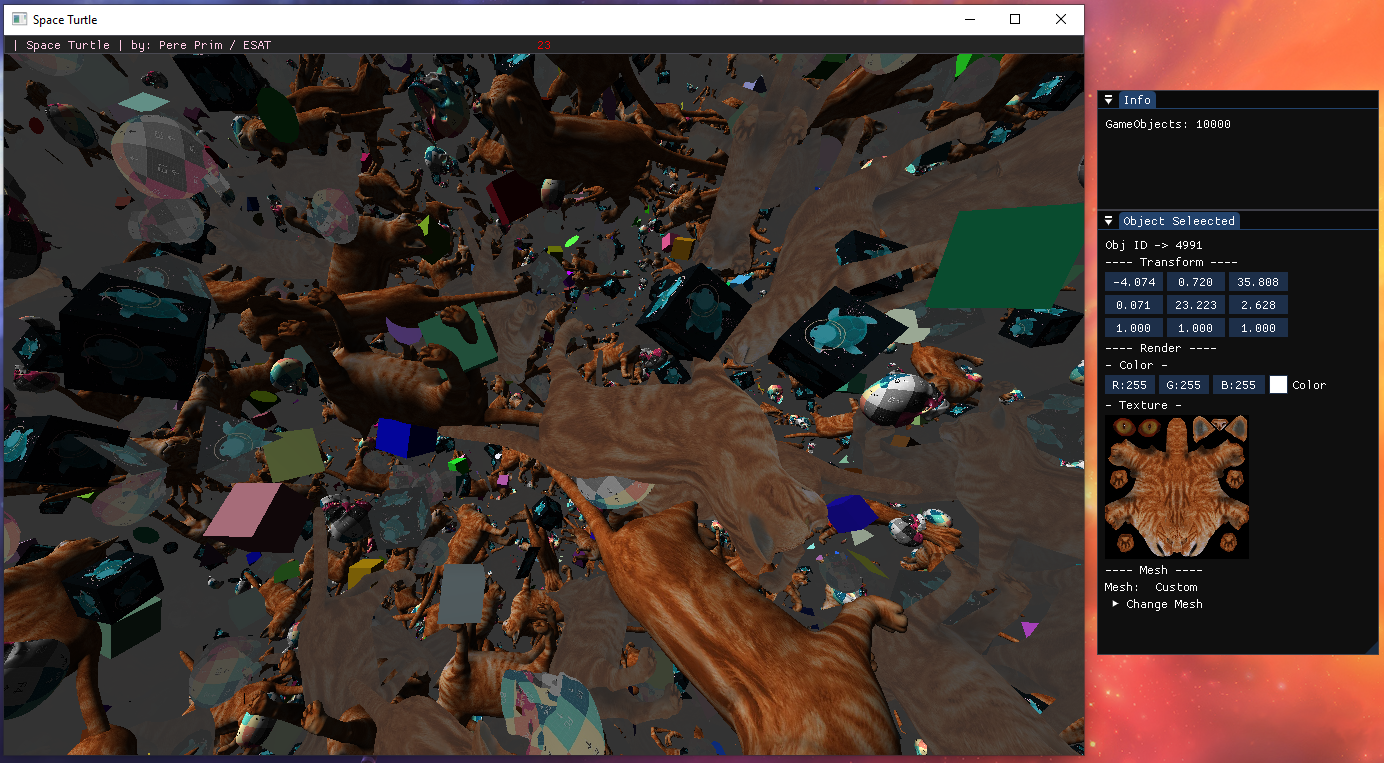 Space Turtle
| Space Turtle | by: Pere Prim / ESAT 23
Info
GameObjects: 10000
Object Seleected
Obj ID -> 4991
---- Transform ----
-4.074 0.720 35.808
0.071 23.223 2.628
1.000 1.000 1.000
---- Render ----
- Color -
R:255 G:255 B:255 Color
- Texture -
---- Mesh ----
Mesh: Custom
Change Mesh